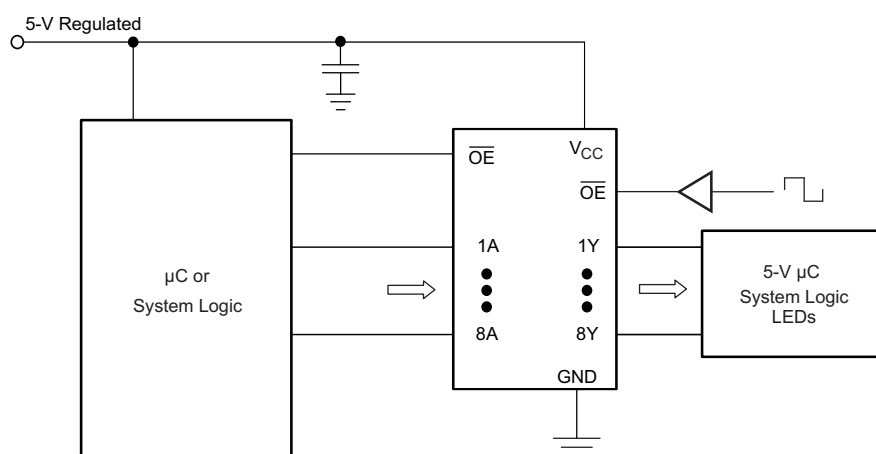 5-V Regulated
OE
VCC
OE
1A
1Y
µC or
System Logic
5-V µC
System Logic
LEDs
8A
8Y
GND